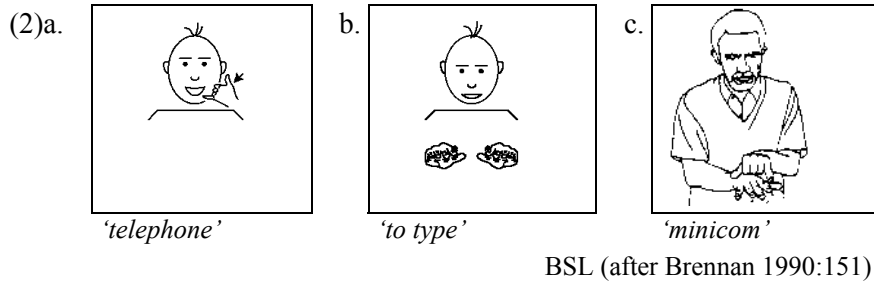 (2)a. b. c.
‘telephone’ ‘to type’ ‘minicom’
BSL (after Brennan 1990:151)